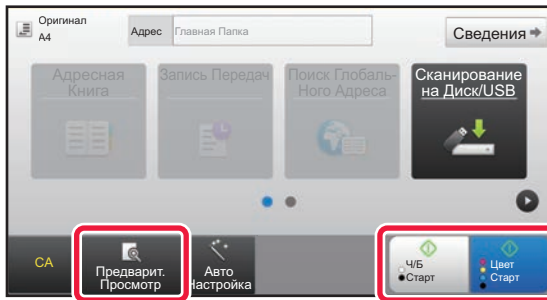 Оригинал
A4
Адрес
Главная Папка
Сведения
Адресная
Книга
Запись Передач
Поиск Глобаль-
Ного Адреса
Сканирование
на Диск/USB
CA
Предварит.
Просмотр
Авто
Настройка
Ч/Б
Старт
Цвет
Старт